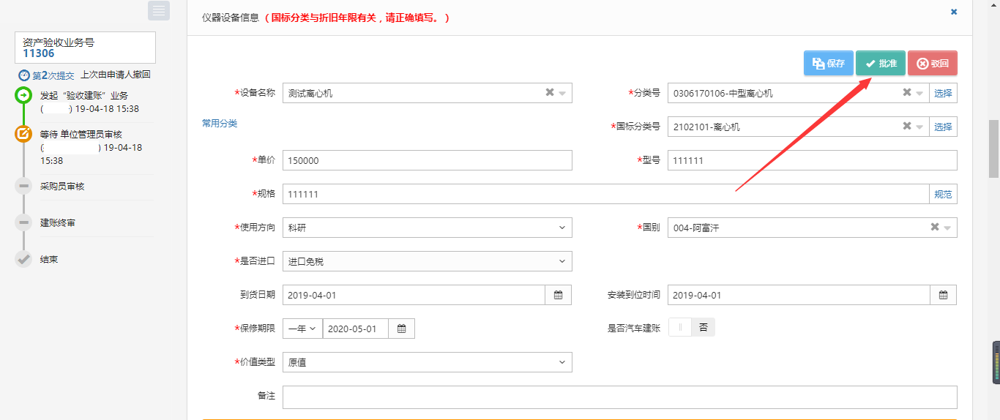 仪器设备信息（国标分类与折旧年限有关，请正确填写。）
资产验收业务号
11306
第2次提交 上次由申请人撤回
发起“验收建账”业务
( ) 19-04-18 15:38
等待 单位管理员审核
( ) 19-04-18
15:38
采购员审核
建账终审
结束
保存 批准 驳回
*设备名称 测试离心机 *分类号 0306170106-中型离心机 选择
常用分类 *国标分类号 2102101-离心机 选择
*单价 150000 *型号 111111
*规格 111111 规范
*使用方向 科研 *国别 004-阿富汗
*是否进口 进口免税
到货日期 2019-04-01 安装到位时间 2019-04-01
*保修期限 一年 2020-05-01 是否汽车建账 否
*价值类型 原值
备注